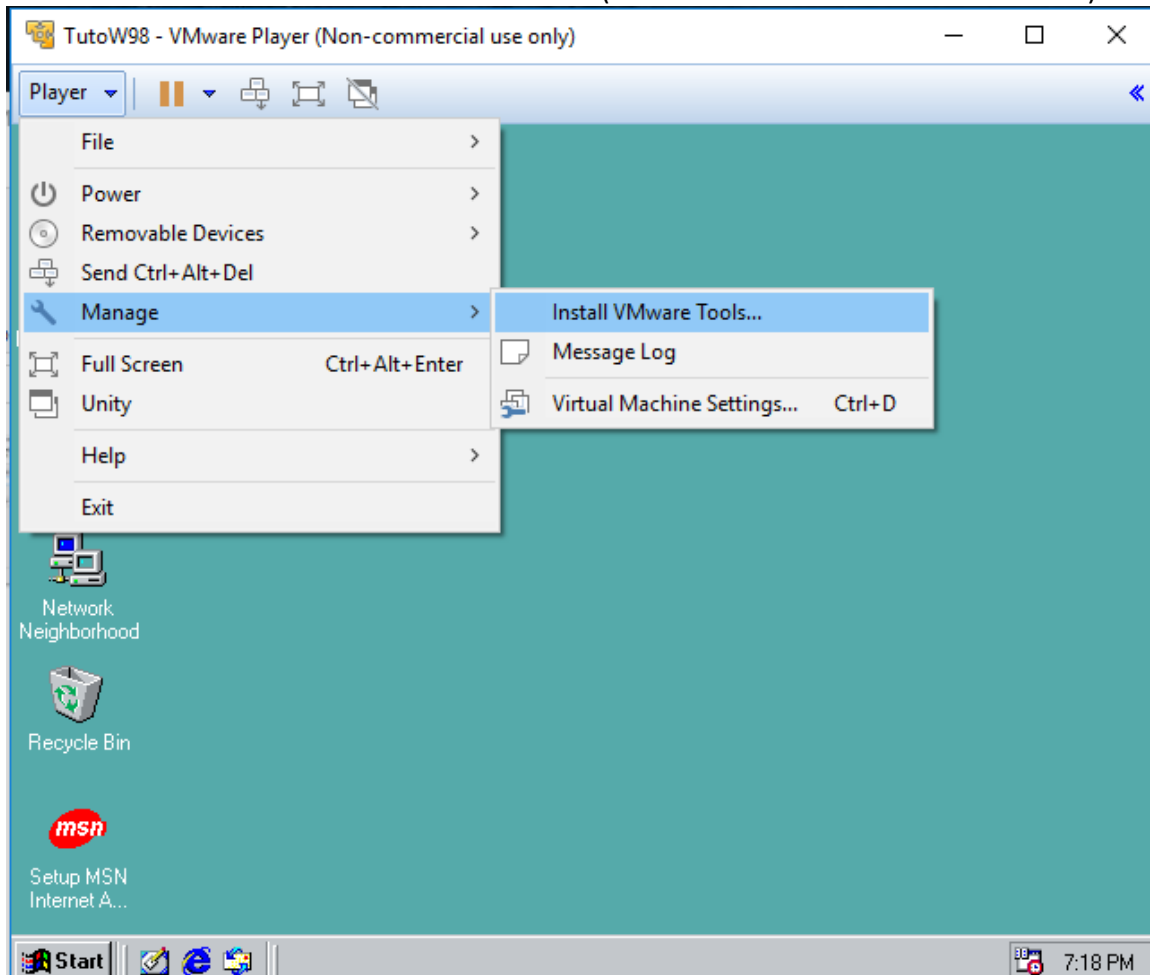 TutoW98 - VMware Player (Non-commercial use only)
Player
File
Power
Removable Devices
Send Ctrl+Alt+Del
Manage
Install VMware Tools...
Message Log
Full Screen Ctrl+Alt+Enter
Unity
Virtual Machine Settings... Ctrl+D
Help
Exit
Network
Neighborhood
Recycle Bin
msn
Setup MSN
Internet A...
Start
7:18 PM